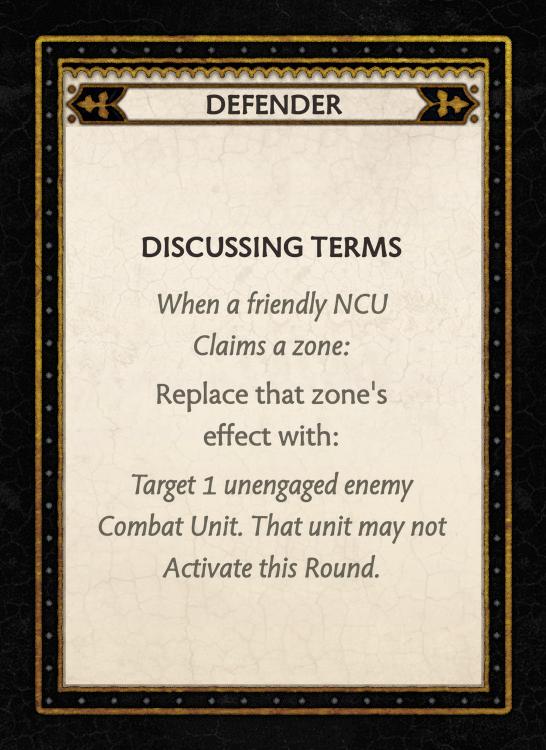 DEFENDER
DISCUSSING TERMS
When a friendly NCU
Claims a zone:
Replace that zone's
effect with:
Target 1 unengaged enemy
Combat Unit. That unit may not
Activate this Round.